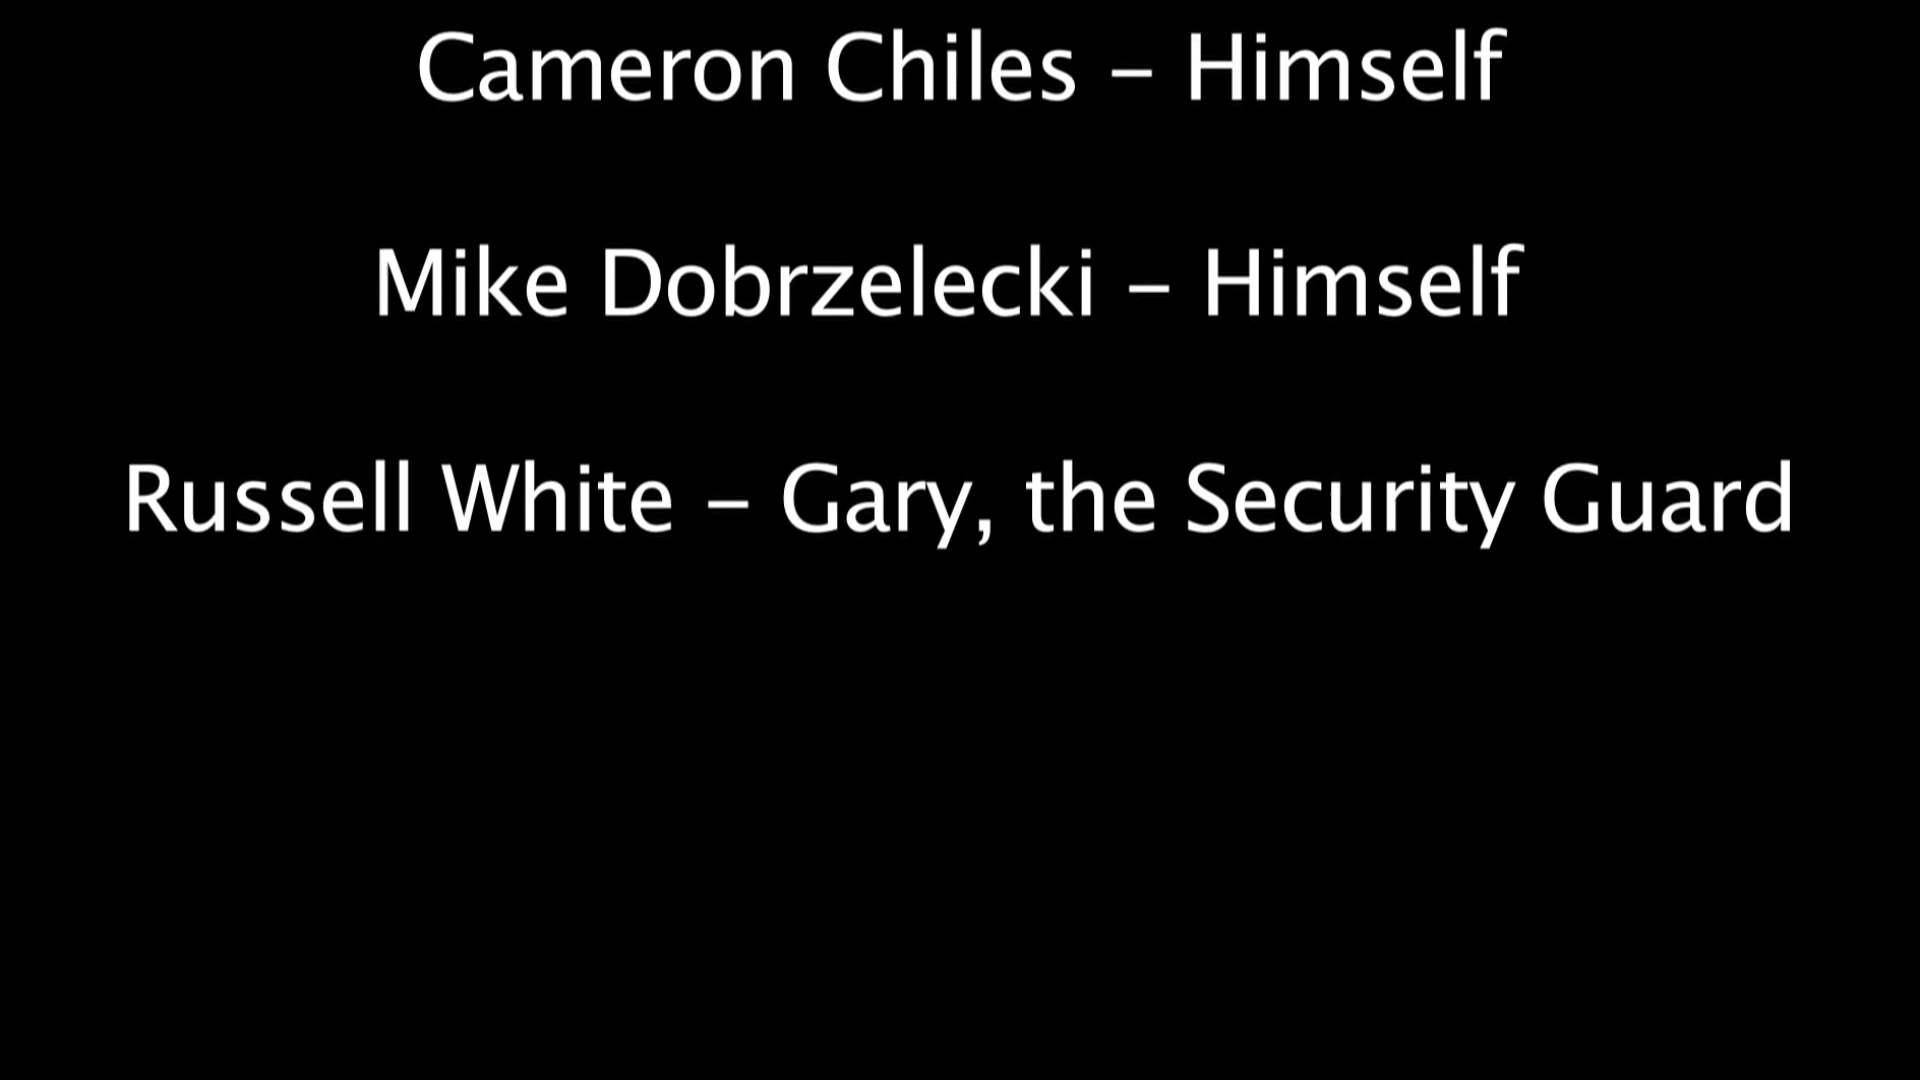 Cameron Chiles – Himself
Mike Dobrzelecki – Himself
Russell White – Gary, the Security Guard